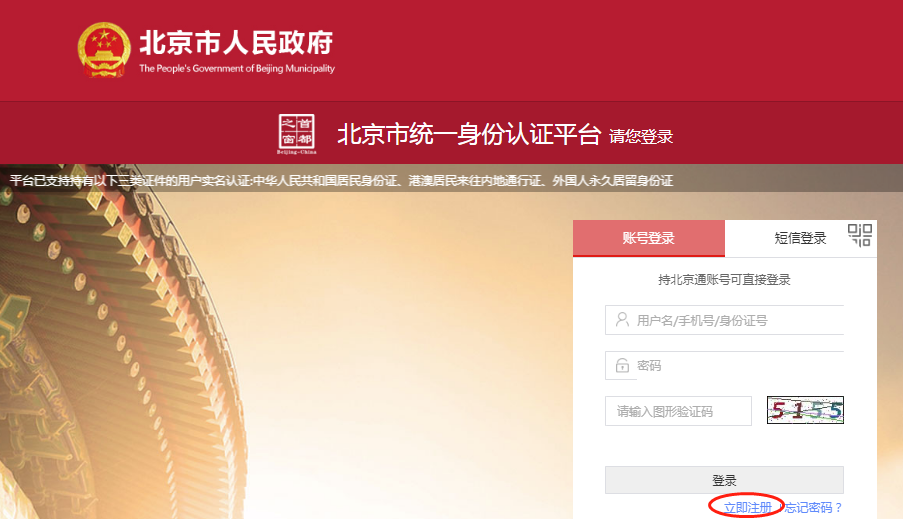 北京市人民政府
The People's Government of Beijing Municipality
首都之窗
Beijing-China
北京市统一身份认证平台 请您登录
平台已支持持有以下三类证件的用户实名认证:中华人民共和国居民身份证、港澳居民来往内地通行证、外国人永久居留身份证
账号登录 短信登录
持北京通账号可直接登录
用户名/手机号/身份证号
密码
请输入图形验证码 5155
登录
立即注册 忘记密码？